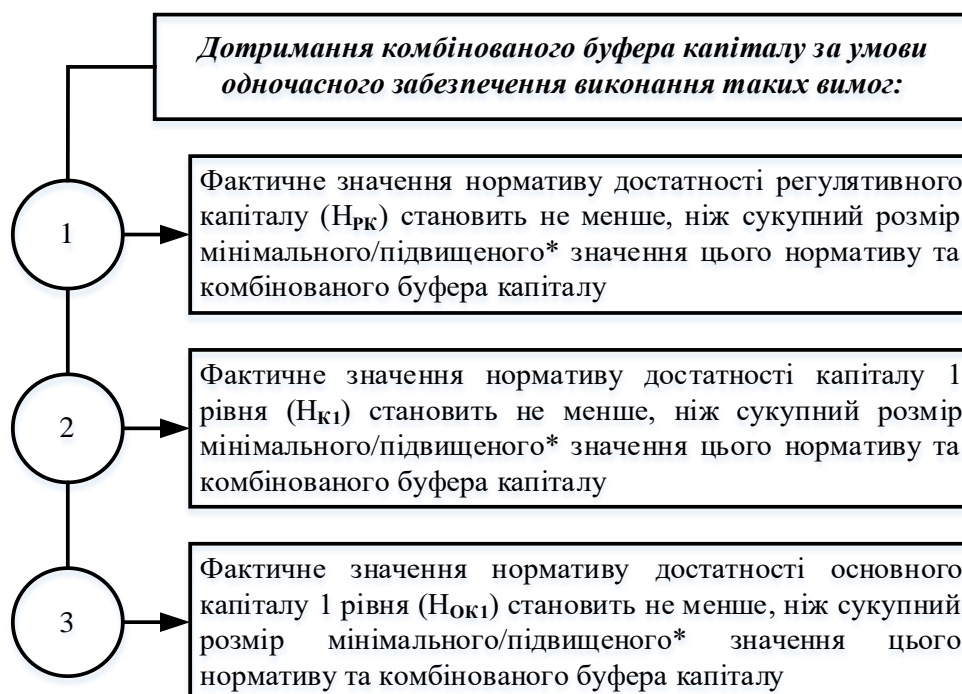 Дотримання комбінованого буфера капіталу за умови
одночасного забезпечення виконання таких вимог:
1
Фактичне значення нормативу достатності регулятивного
капіталу (НРК) становить не менше, ніж сукупний розмір
мінімального/підвищеного* значення цього нормативу та
комбінованого буфера капіталу
2
Фактичне значення нормативу достатності капіталу 1
рівня (НК1) становить не менше, ніж сукупний розмір
мінімального/підвищеного* значення цього нормативу та
комбінованого буфера капіталу
3
Фактичне значення нормативу достатності основного
капіталу 1 рівня (НОК1) становить не менше, ніж сукупний
розмір мінімального/підвищеного* значення цього
нормативу та комбінованого буфера капіталу